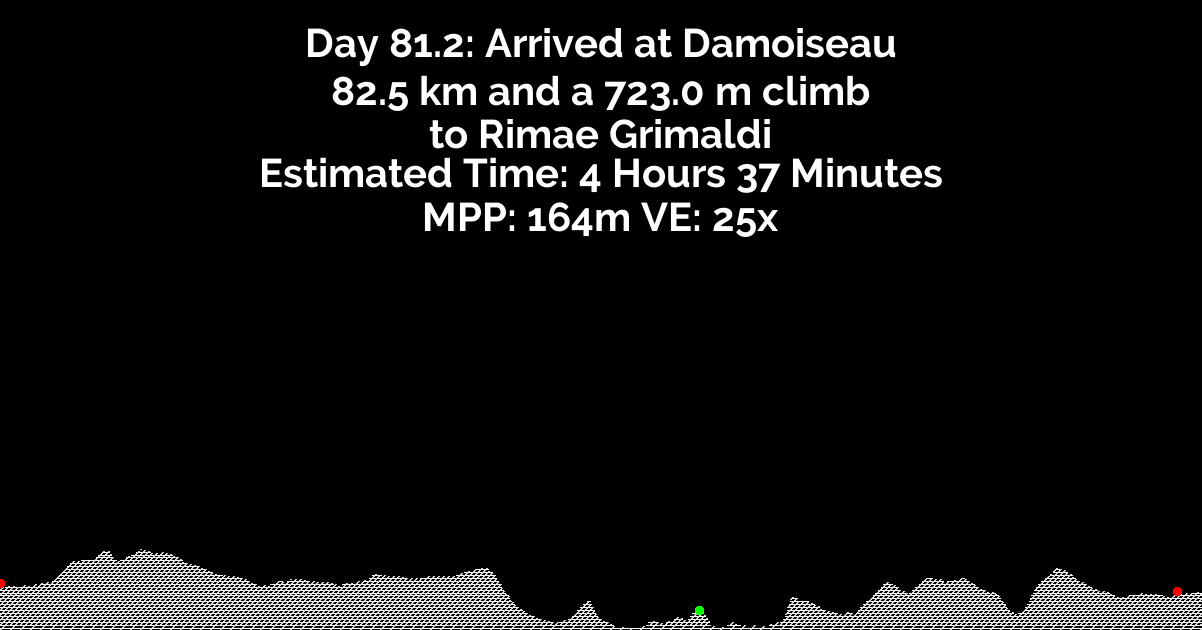 Day 81.2: Arrived at Damoiseau
82.5 km and a 723.0 m climb
to Rimae Grimaldi
Estimated Time: 4 Hours 37 Minutes
MPP: 164m VE: 25x